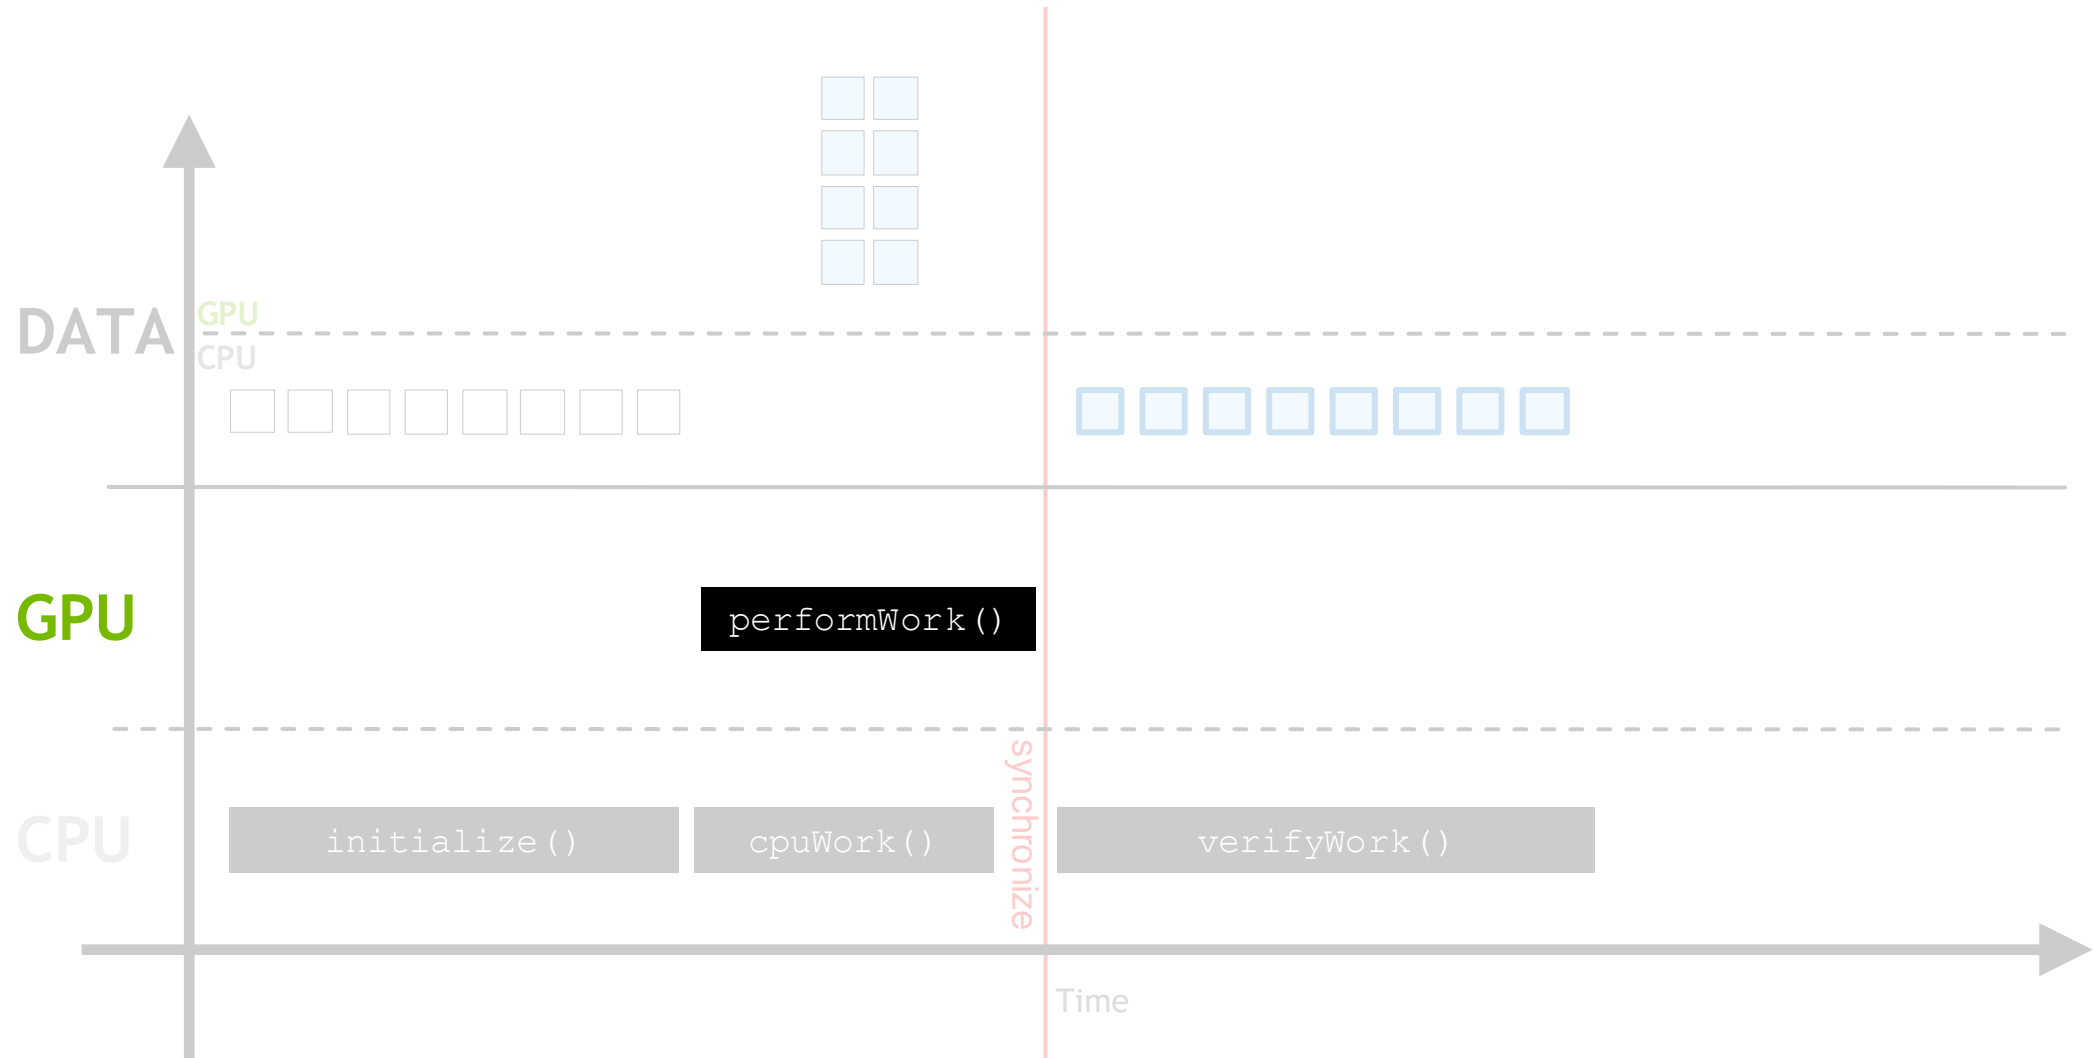 GPU
DATA
CPU
GPU
performWork()
synchronize
CPU
initialize()
cpuWork()
verifyWork()
Time